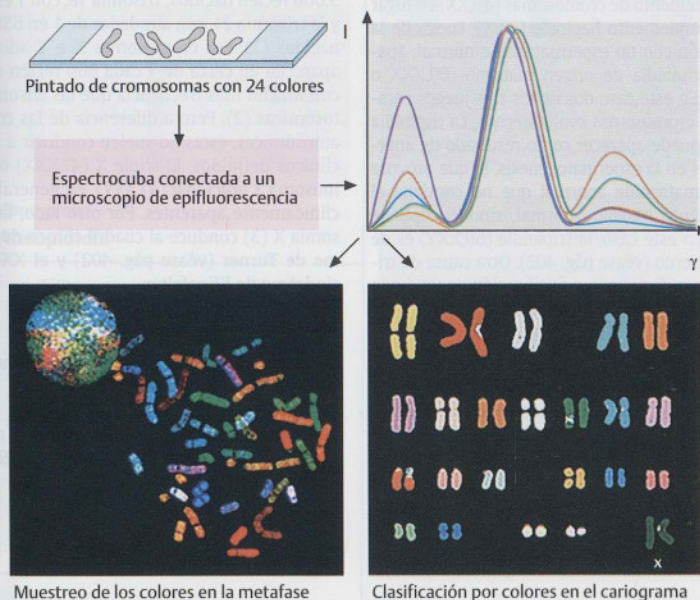 I
Pintado de cromosomas con 24 colores
Espectrocuba conectada a un
microscopio de epifluorescencia
γ
X
Muestreo de los colores en la metafase
Clasificación por colores en el cariograma